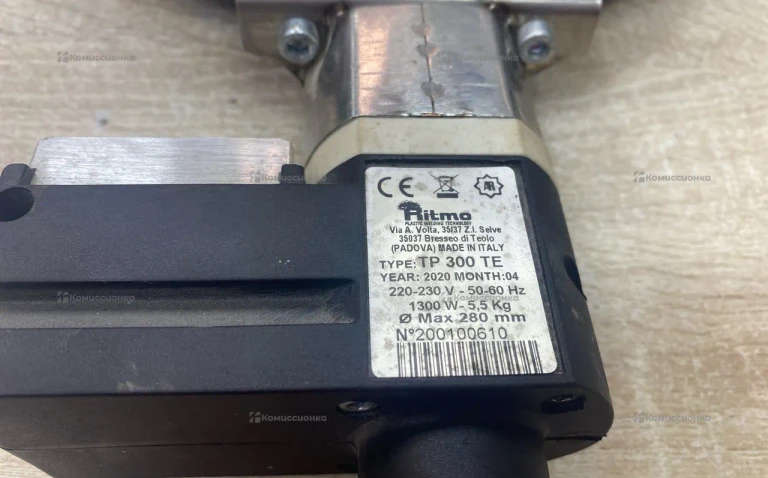 CE
Ritmo
PLASTIC WELDING TECHNOLOGY
Via A. Volta, 35/37 Z.I. Selve
35037 Bresseo di Teolo
(PADOVA) MADE IN ITALY
TYPE: TP 300 TE
YEAR: 2020 MONTH:04
220-230 V - 50-60 Hz
1300 W - 5,5 Kg
Ø Max 280 mm
N°200100610
Комиссионка
Комиссионка
Комиссионка
Комиссионка
Комиссионка
Комиссионка
Комиссионка
Комиссионка
Комиссионка